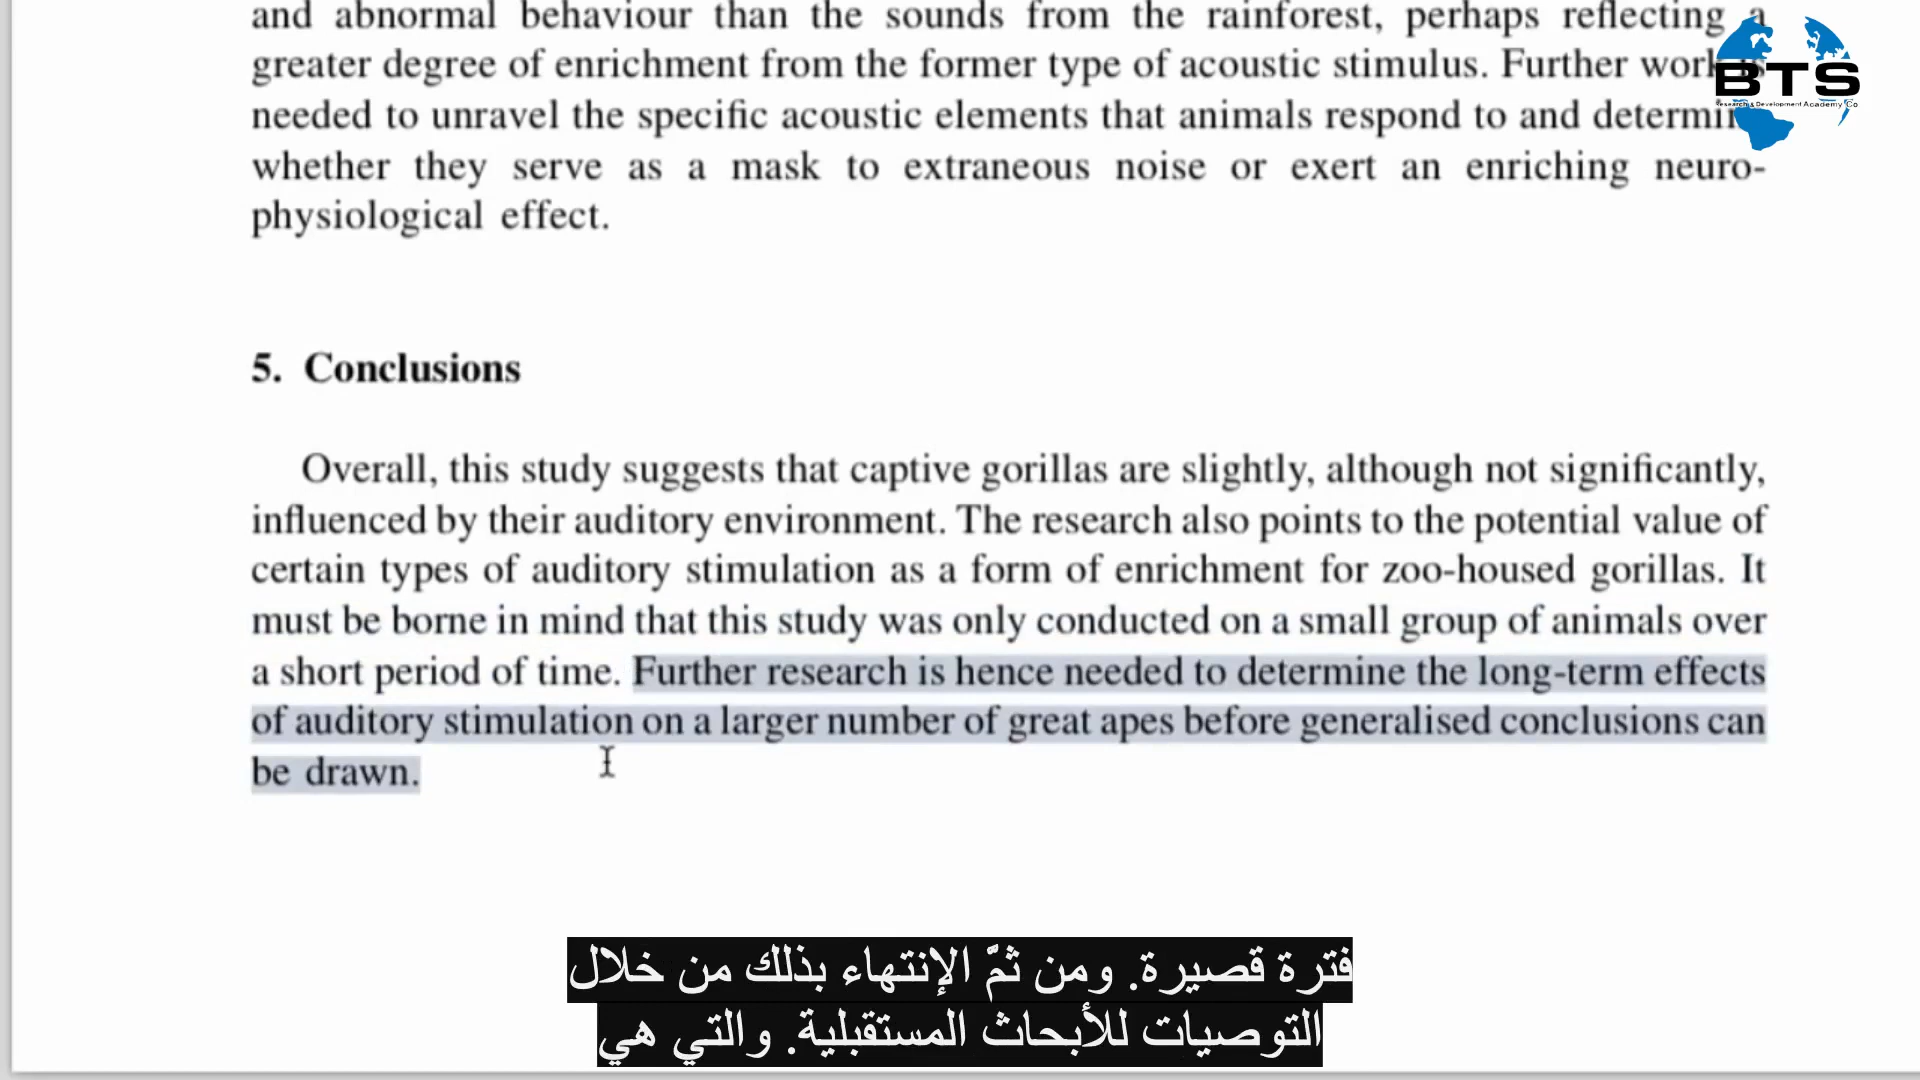 and abnormal behaviour than the sounds from the rainforest, perhaps reflecting a
greater degree of enrichment from the former type of acoustic stimulus. Further work is
needed to unravel the specific acoustic elements that animals respond to and determine
whether they serve as a mask to extraneous noise or exert an enriching neuro-
physiological effect.
BTS
Research & Development Academy Co
5. Conclusions
Overall, this study suggests that captive gorillas are slightly, although not significantly,
influenced by their auditory environment. The research also points to the potential value of
certain types of auditory stimulation as a form of enrichment for zoo-housed gorillas. It
must be borne in mind that this study was only conducted on a small group of animals over
a short period of time. Further research is hence needed to determine the long-term effects
of auditory stimulation on a larger number of great apes before generalised conclusions can
be drawn.
فترة قصيرة. ومن ثمّ الإنتهاء بذلك من خلال
التوصيات للأبحاث المستقبلية. والتي هي